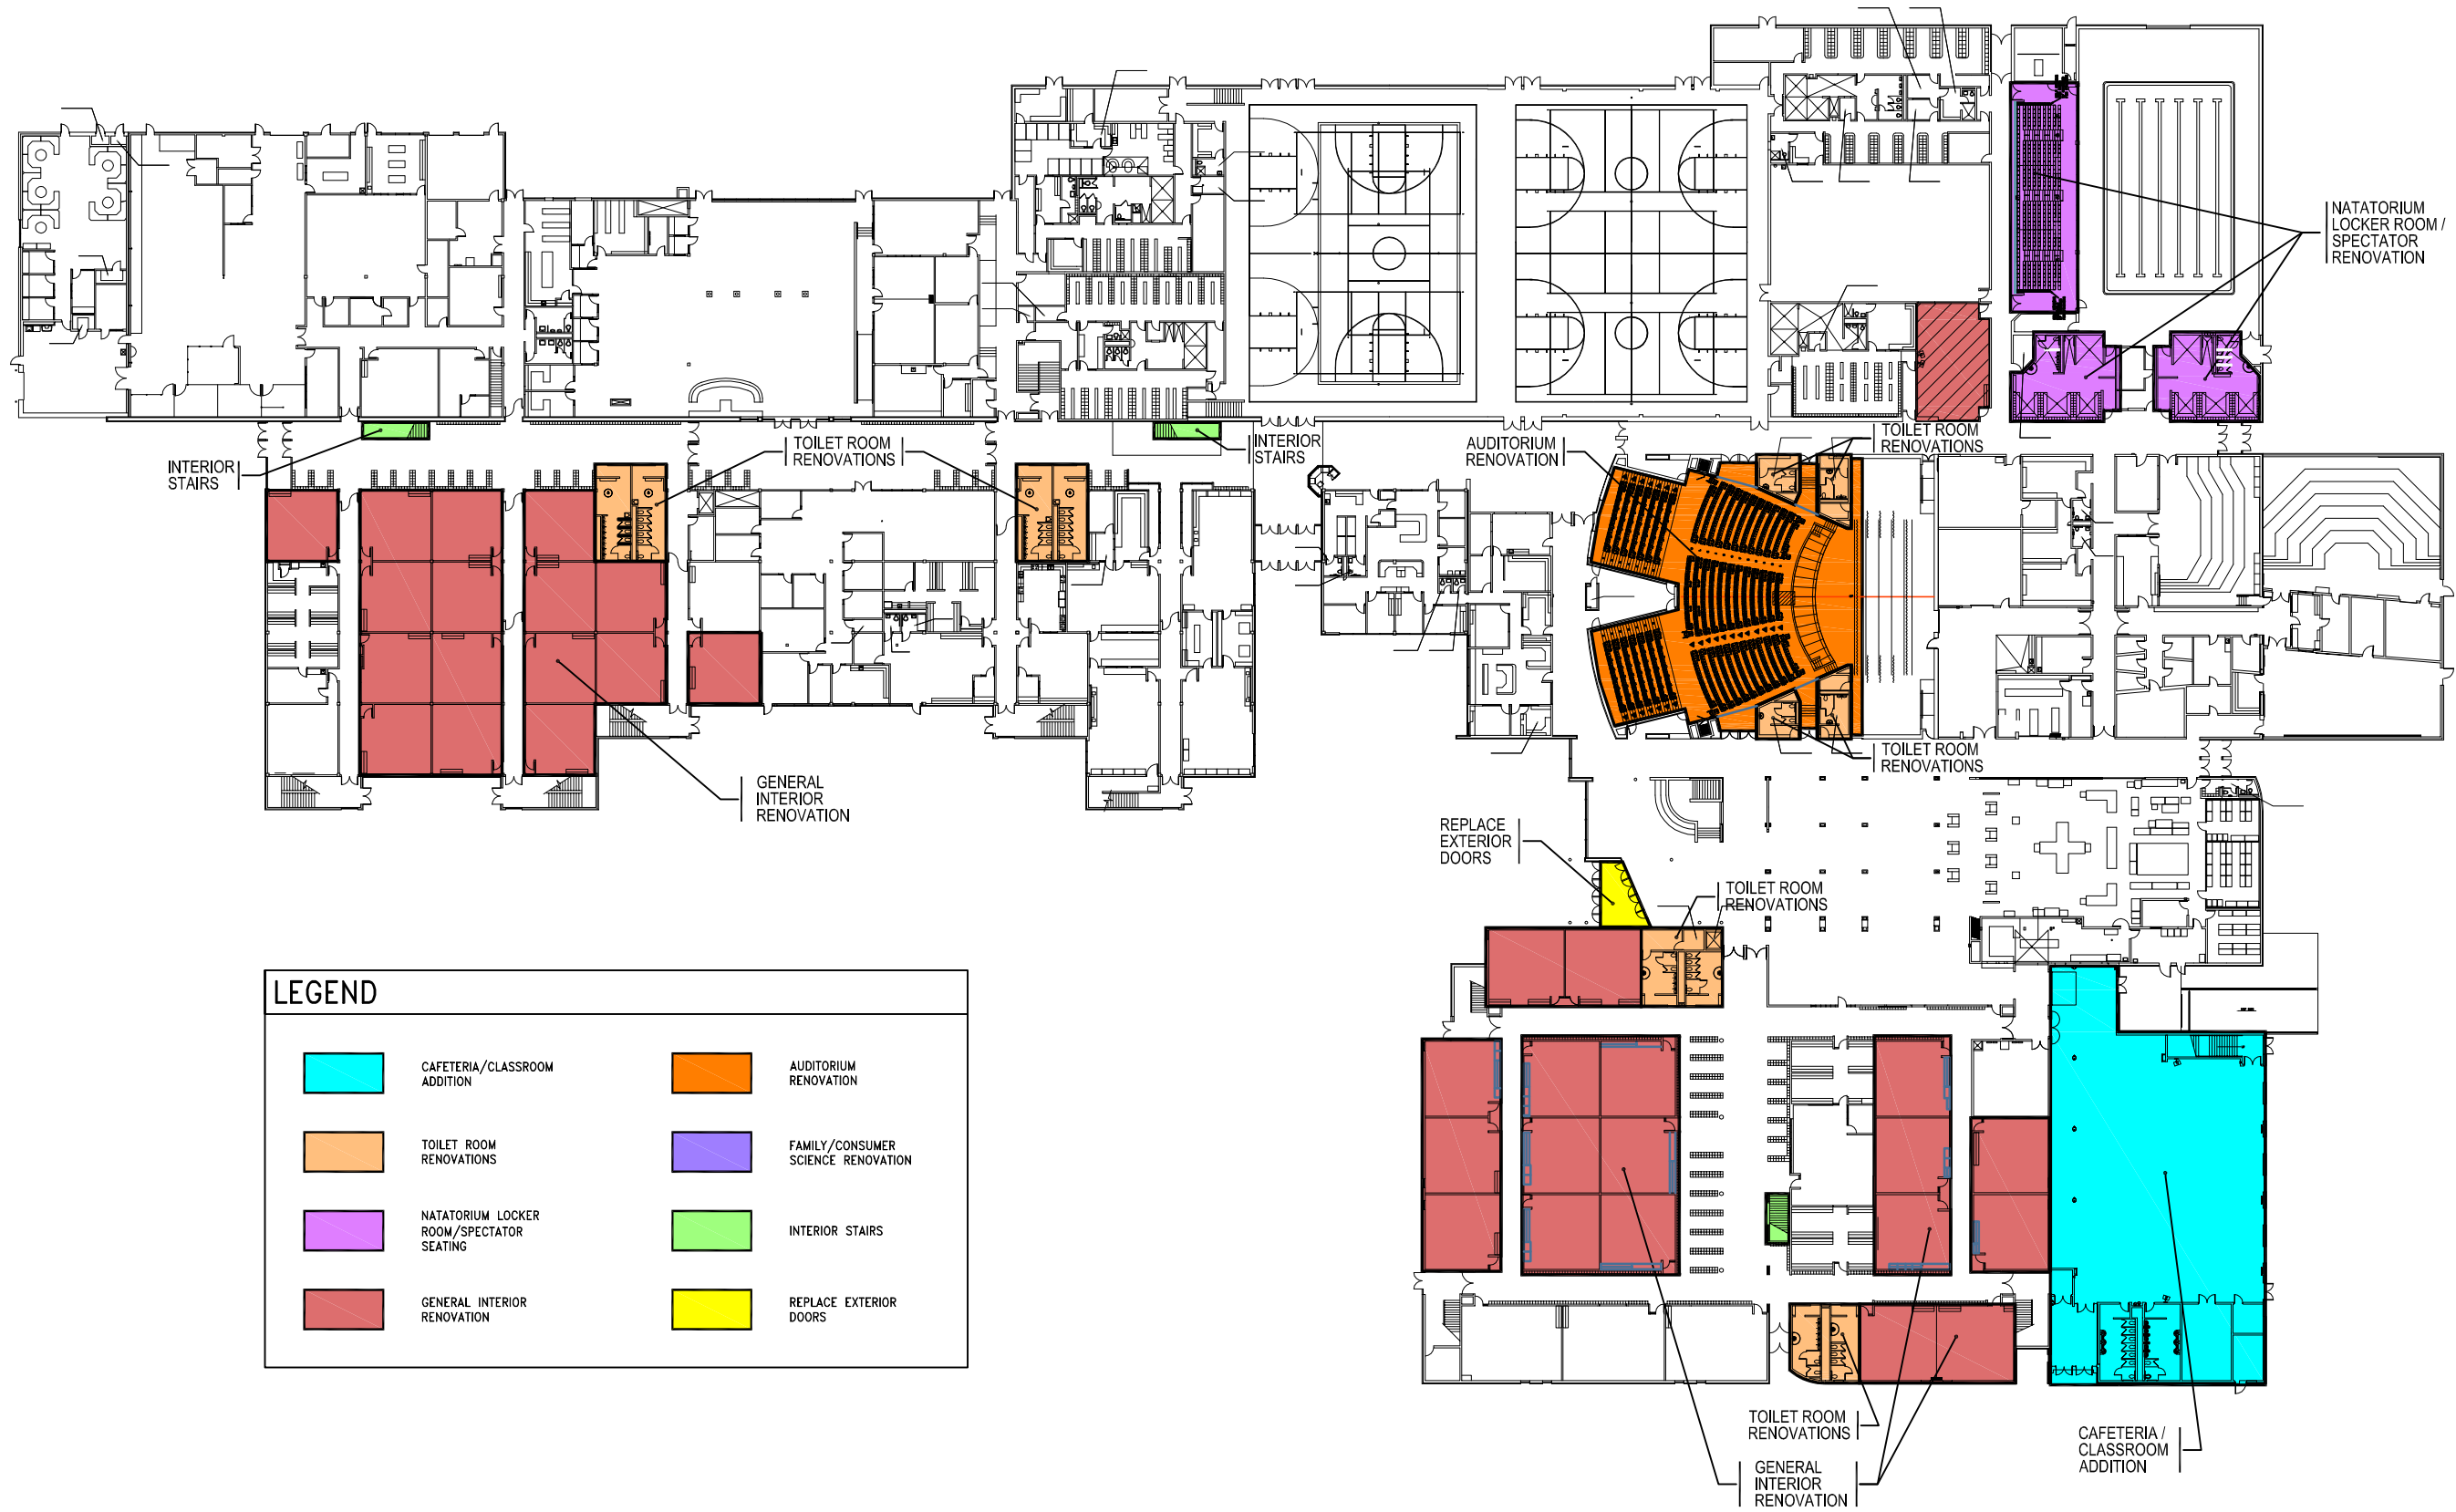 NATATORIUM
LOCKER ROOM /
SPECTATOR
RENOVATION
INTERIOR
STAIRS
TOILET ROOM
RENOVATIONS
INTERIOR
STAIRS
AUDITORIUM
RENOVATION
TOILET ROOM
RENOVATIONS
TOILET ROOM
RENOVATIONS
GENERAL
INTERIOR
RENOVATION
REPLACE
EXTERIOR
DOORS
TOILET ROOM
RENOVATIONS
LEGEND
CAFETERIA/CLASSROOM
ADDITION
AUDITORIUM
RENOVATION
TOILET ROOM
RENOVATIONS
FAMILY/CONSUMER
SCIENCE RENOVATION
NATATORIUM LOCKER
ROOM/SPECTATOR
SEATING
INTERIOR STAIRS
GENERAL INTERIOR
RENOVATION
REPLACE EXTERIOR
DOORS
TOILET ROOM
RENOVATIONS
CAFETERIA /
CLASSROOM
ADDITION
GENERAL
INTERIOR
RENOVATION